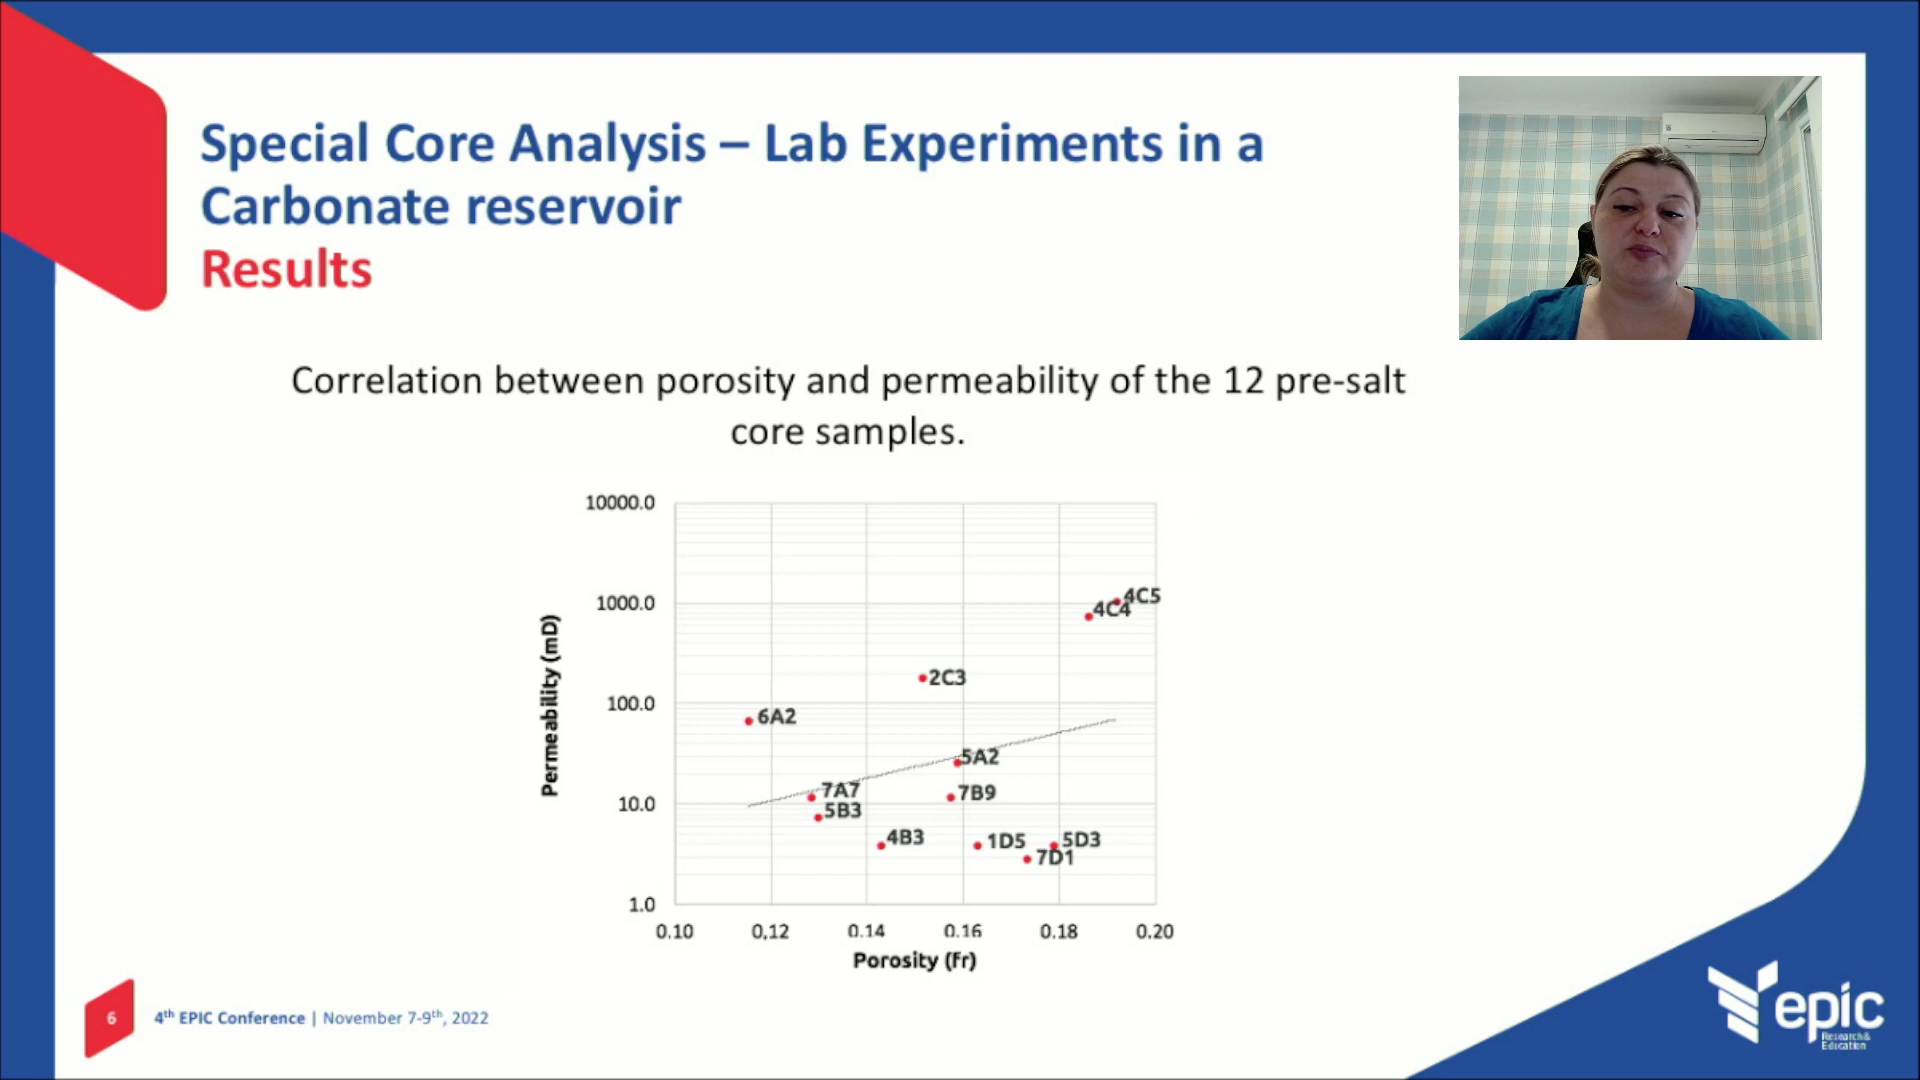 Special Core Analysis – Lab Experiments in a
Carbonate reservoir
Results
Correlation between porosity and permeability of the 12 pre-salt
core samples.
10000.0
1000.0
100.0
10.0
1.0
Permeability (mD)
4C5
4C4
2C3
6A2
5A2
7A7
7B9
5B3
4B3
1D5
5D3
7D1
0.10 0,12 0.14 0.16 0.18 0.20
Porosity (Fr)
6
4th EPIC Conference | November 7-9th, 2022
epic
Research &
Education